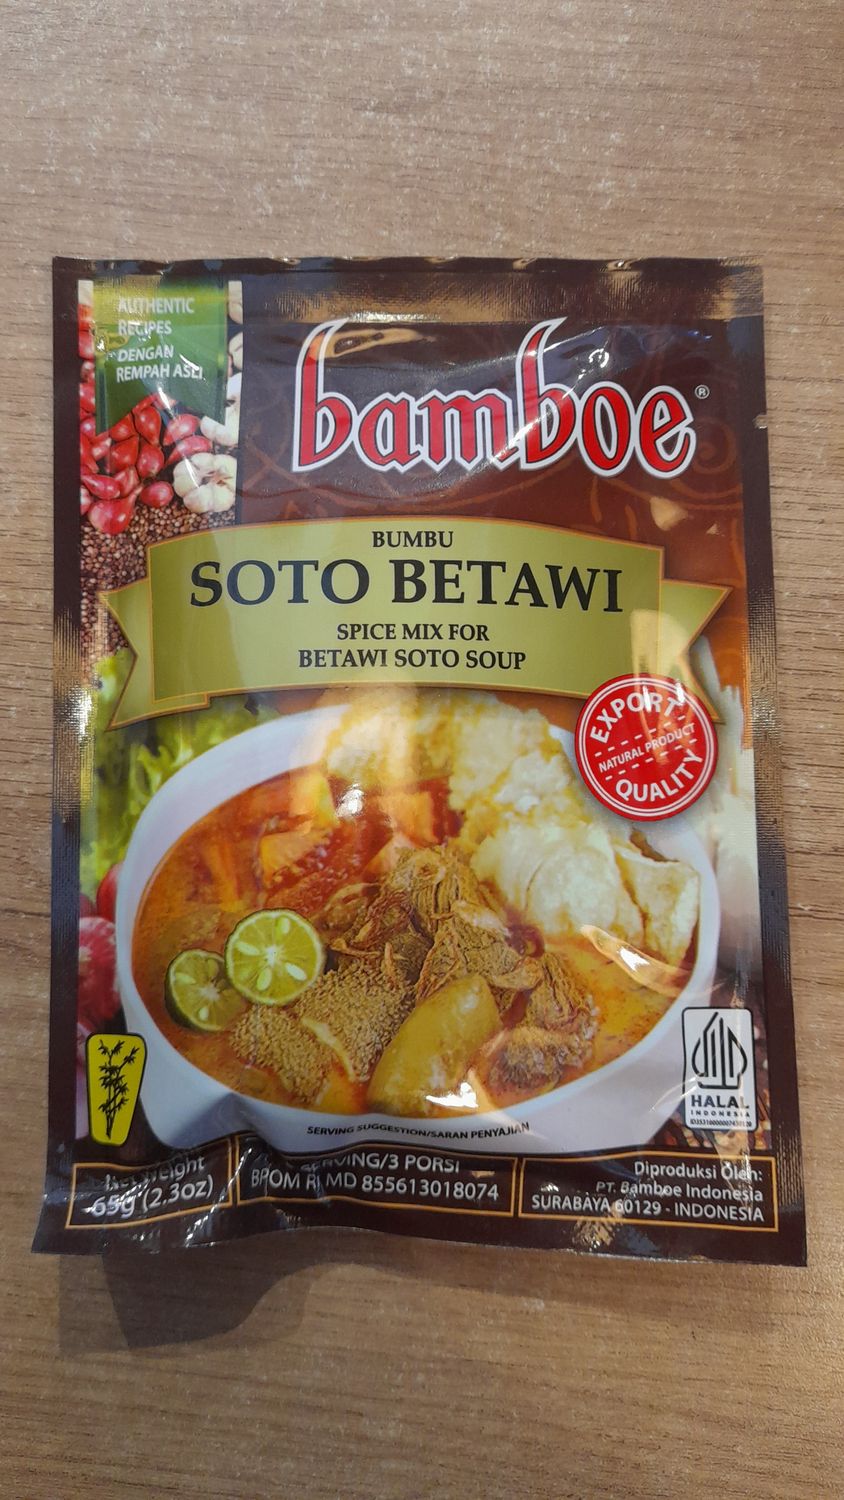 AUTHENTIC
RECIPES
DENGAN
REMPAH ASLI
bamboe®
BUMBU
SOTO BETAWI
SPICE MIX FOR
BETAWI SOTO SOUP
EXPORT
NATURAL PRODUCT
QUALITY
HALAL
INDONESIA
SERVING SUGGESTION/SARAN PENYAJIAN
Net weight
65g (2.3oz)
SERVING/3 PORSI
BPOM RI MD 855613018074
Diproduksi Oleh:
PT. Bamboe Indonesia
SURABAYA 60129 - INDONESIA